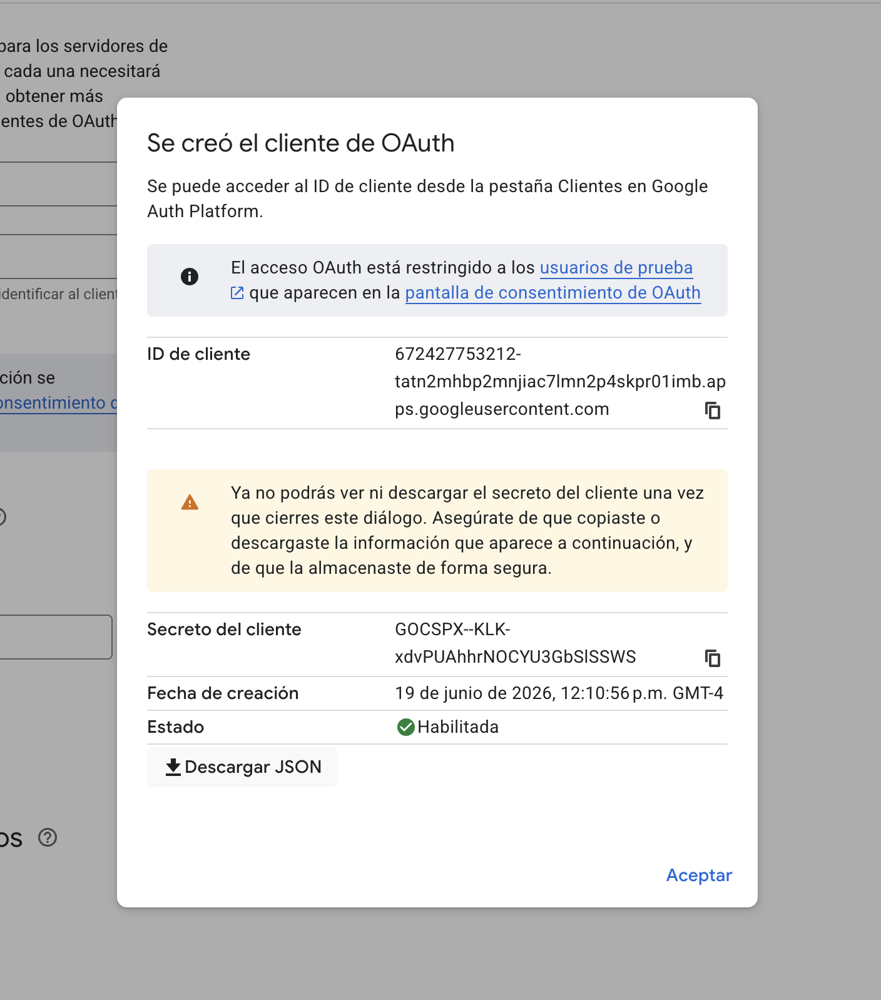 para los servidores de
cada una necesitará
obtener más
entes de OAuth
Se creó el cliente de OAuth
Se puede acceder al ID de cliente desde la pestaña Clientes en Google
Auth Platform.
El acceso OAuth está restringido a los usuarios de prueba
que aparecen en la pantalla de consentimiento de OAuth
identificar al client
ID de cliente
672427753212-
tatn2mhbp2mnjiac7lmn2p4skpr01imb.ap
ps.googleusercontent.com
ción se
onsentimiento d
Ya no podrás ver ni descargar el secreto del cliente una vez
que cierres este diálogo. Asegúrate de que copiaste o
descargaste la información que aparece a continuación, y
de que la almacenaste de forma segura.
Secreto del cliente
GOCSPX--KLK-
xdvPUAhhrNOCYU3GbSlSSWS
Fecha de creación
19 de junio de 2026, 12:10:56 p.m. GMT-4
Estado
Habilitada
Descargar JSON
os
Aceptar